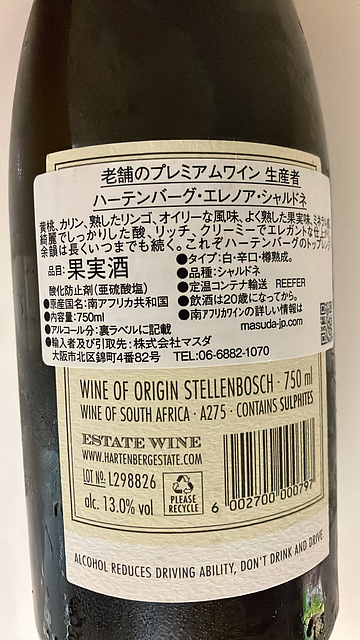 老舗のプレミアムワイン 生産者
ハーテンバーグ・エレノア・シャルドネ
黄桃、カリン、熟したリンゴ、オイリーな風味、よく熟した果実味、ミネラル
綺麗でしっかりした酸、リッチ、クリーミーでエレガントな仕上
余韻は長くいつまでも続く。これぞハーテンバーグのトップレンジ
品目:果実酒
酸化防止剤(亜硫酸塩)
●原産国名:南アフリカ共和国
●内容量:750ml
●アルコール分:裏ラベルに記載
●輸入者及び引取先:株式会社マスダ
大阪市北区錦町4番82号 TEL:06-6882-1070
●タイプ:白・辛口・樽熟成。
●品種:シャルドネ
●定温コンテナ輸送 REEFER
●飲酒は20歳になってから。
●南アフリカワインの詳しい情報は
masuda-jp.com
WINE OF ORIGIN STELLENBOSCH · 750 ml
WINE OF SOUTH AFRICA · A275 · CONTAINS SULPHITES
ESTATE WINE
WWW.HARTENBERGESTATE.COM
LOT No. L298826
alc. 13.0% vol
PLEASE
RECYCLE
6 002700 000797
ALCOHOL REDUCES DRIVING ABILITY, DON'T DRINK AND DRIVE